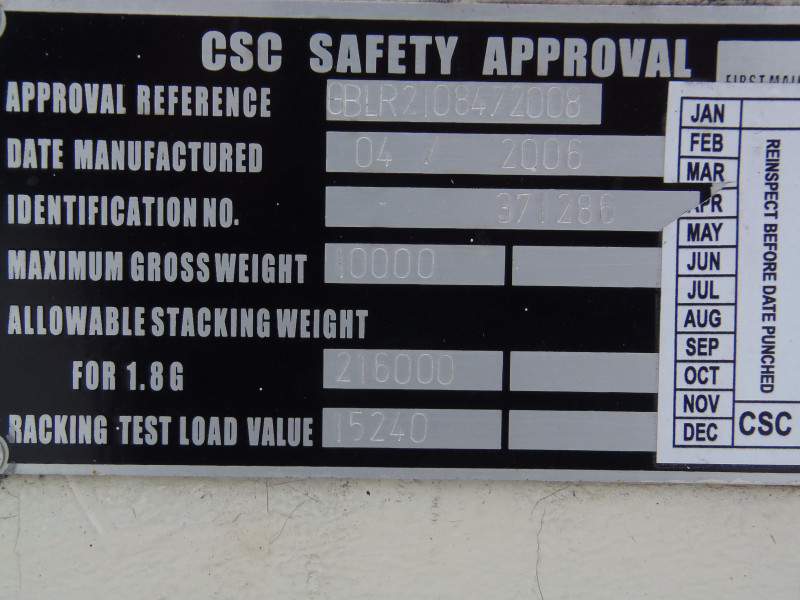 CSC SAFETY APPROVAL
APPROVAL REFERENCE GBLR21084/2008
DATE MANUFACTURED 04 / 2006
IDENTIFICATION NO. 371286
MAXIMUM GROSS WEIGHT 10000
ALLOWABLE STACKING WEIGHT
FOR 1.8 G 216000
RACKING TEST LOAD VALUE 15240
FIRST
JAN
FEB
MAR
APR
MAY
JUN
JUL
AUG
SEP
OCT
NOV
DEC
REINSPECT BEFORE DATE PUNCHED
CSC